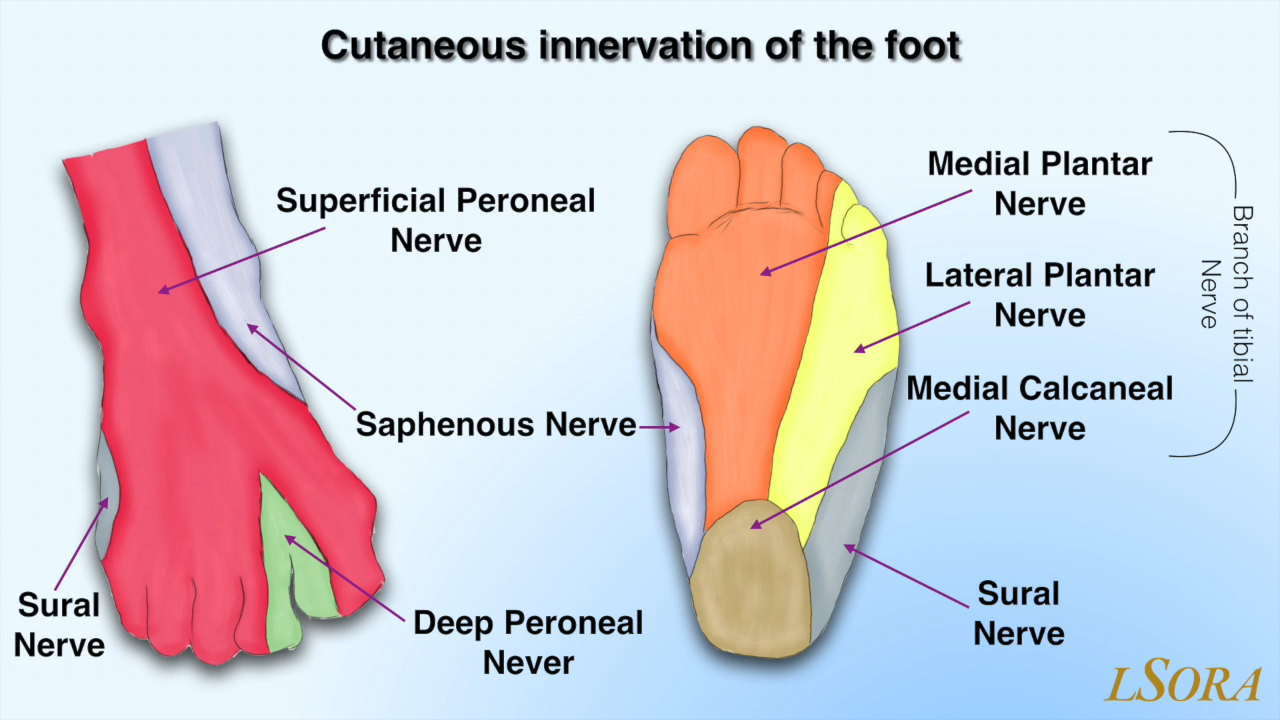 Cutaneous innervation of the foot
Superficial Peroneal
Nerve
Saphenous Nerve
Sural
Nerve
Deep Peroneal
Never
Medial Plantar
Nerve
Lateral Plantar
Nerve
Medial Calcaneal
Nerve
Branch of tibial
Nerve
Sural
Nerve
LSORA